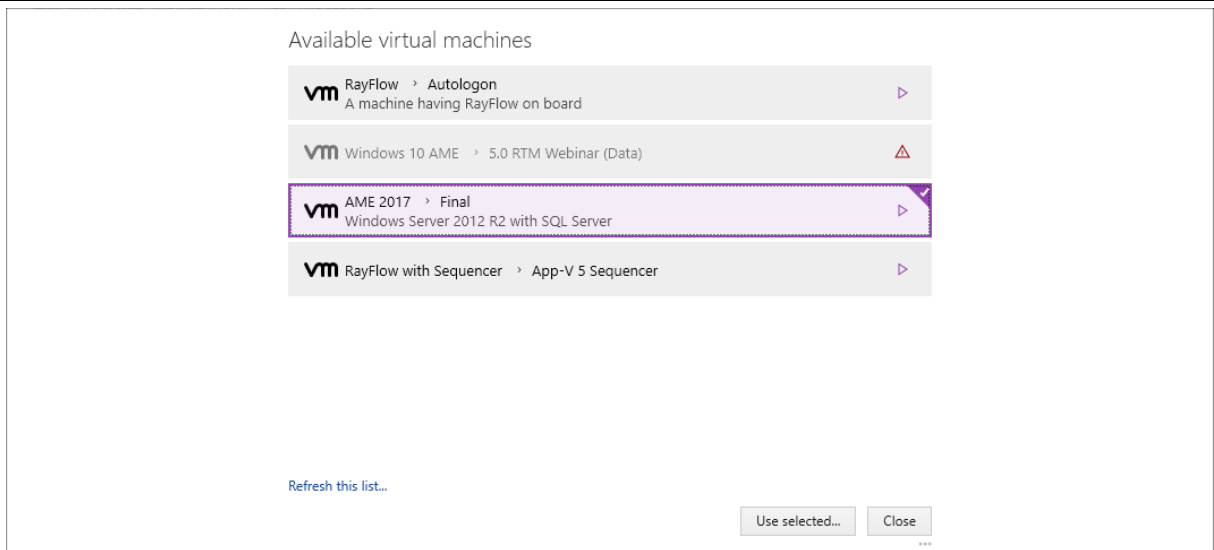 Available virtual machines
vm RayFlow › Autologon
A machine having RayFlow on board
vm Windows 10 AME › 5.0 RTM Webinar (Data)
vm AME 2017 › Final
Windows Server 2012 R2 with SQL Server
vm RayFlow with Sequencer › App-V 5 Sequencer
Refresh this list...
Use selected... Close